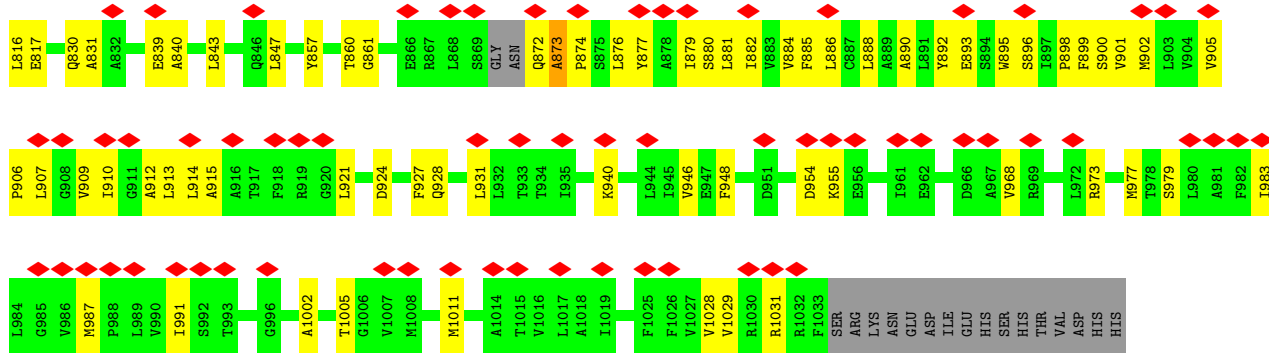 L816 E817 Q830 A831 A832 E839 A840 L843 Q846 L847 Y857 T860 G861 E866 R867 L868 S869 GLY ASN Q872 A873 P874 S875 L876 Y877 A878 I879 S880 L881 I882 V883 V884 F885 L886 C887 L888 A889 A890 L891 Y892 E893 S894 W895 S896 I897 P898 F899 S900 V901 M902 L903 V904 V905
P906 L907 G908 V909 I910 G911 A912 L913 L914 A915 A916 T917 F918 R919 G920 L921 D924 F927 Q928 L931 L932 T933 T934 I935 K940 L944 I945 V946 E947 F948 D951 D954 K955 E956 I961 E962 D966 A967 V968 R969 L972 R973 M977 T978 S979 L980 A981 F982 I983
L984 G985 V986 M987 P988 L989 V990 I991 S992 T993 G996 A1002 T1005 G1006 V1007 M1008 M1011 A1014 T1015 V1016 L1017 A1018 I1019 F1025 F1026 V1027 V1028 V1029 R1030 R1031 R1032 F1033 SER ARG LYS ASN GLU ASP ILE GLU HIS SER HIS THR VAL ASP HIS HIS